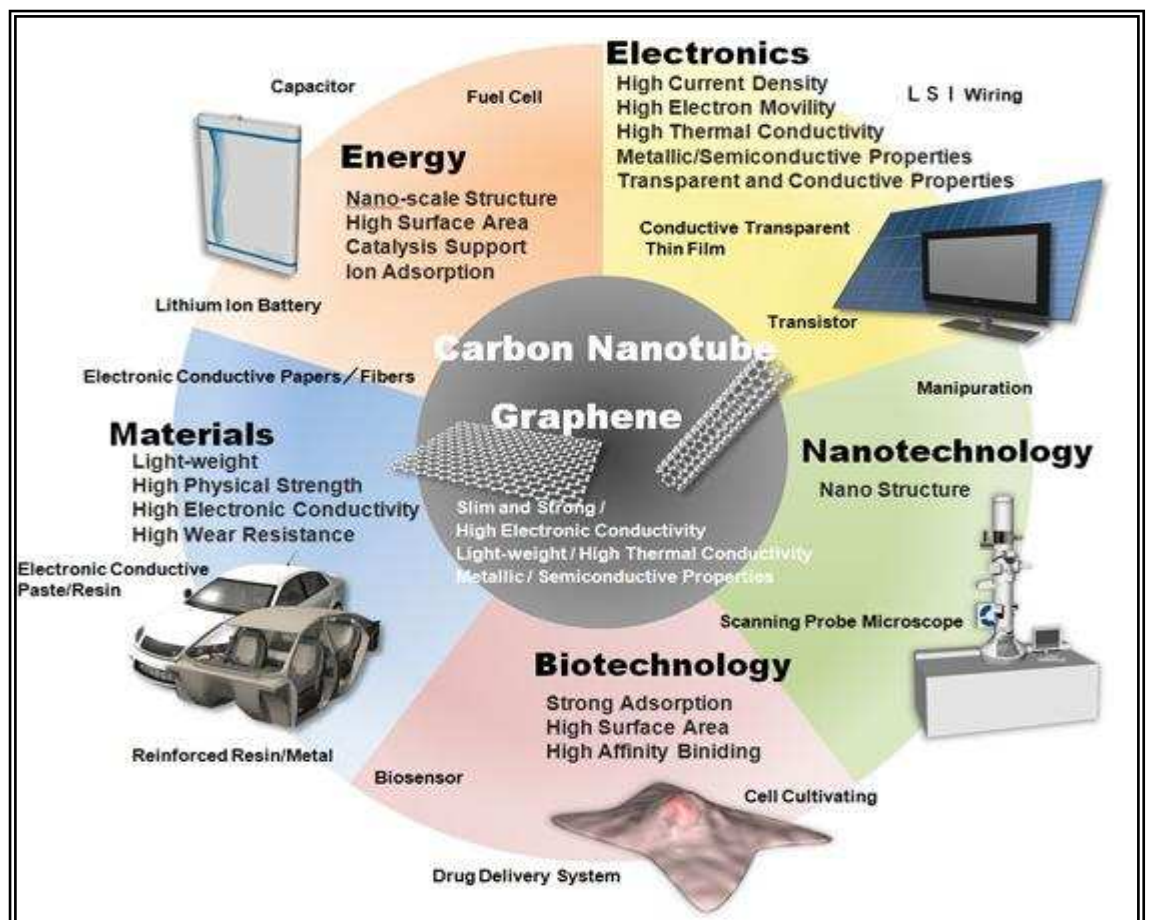 Electronics
High Current Density
High Electron Movility
High Thermal Conductivity
Metallic/Semiconductive Properties
Transparent and Conductive Properties
L S I Wiring
Conductive Transparent
Thin Film
Transistor
Capacitor
Fuel Cell
Energy
Nano-scale Structure
High Surface Area
Catalysis Support
Ion Adsorption
Lithium Ion Battery
Carbon Nanotube
Graphene
Slim and Strong /
High Electronic Conductivity
Light-weight / High Thermal Conductivity
Metallic / Semiconductive Properties
Electronic Conductive Papers／Fibers
Materials
Light-weight
High Physical Strength
High Electronic Conductivity
High Wear Resistance
Electronic Conductive
Paste/Resin
Reinforced Resin/Metal
Manipuration
Nanotechnology
Nano Structure
Scanning Probe Microscope
Biotechnology
Strong Adsorption
High Surface Area
High Affinity Biniding
Biosensor
Cell Cultivating
Drug Delivery System